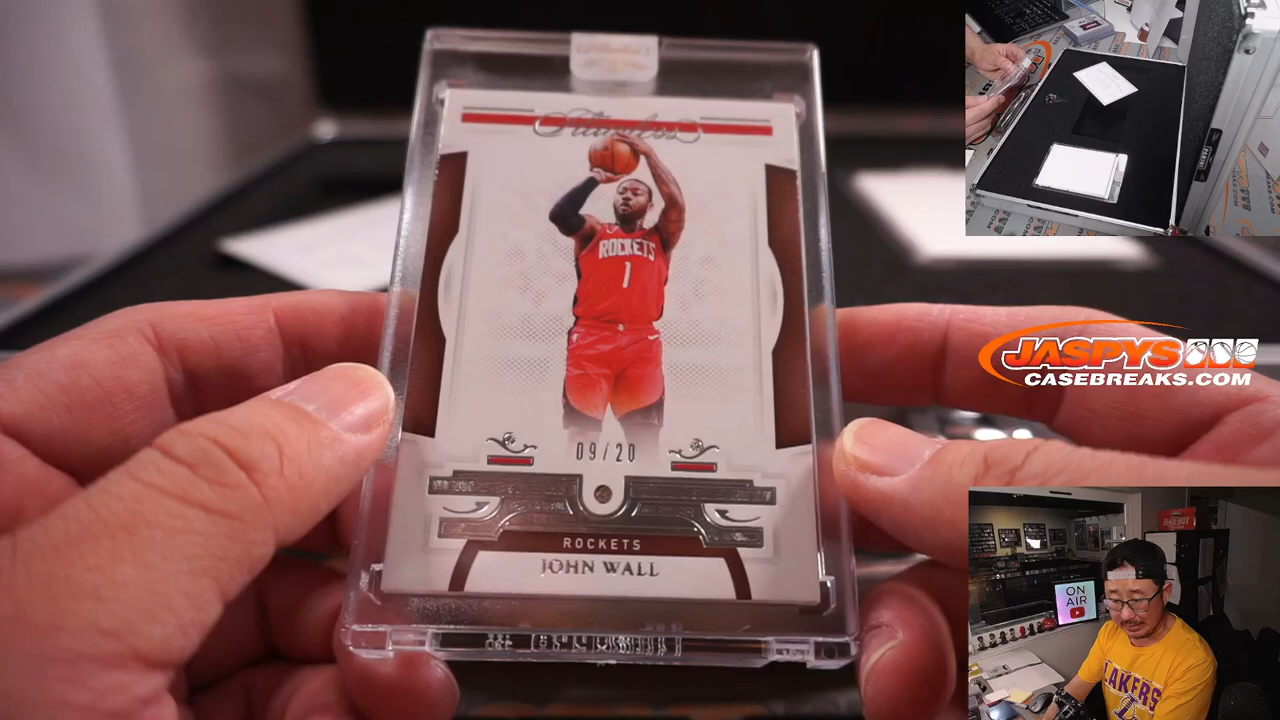 Flawless
ROCKETS
1
09/20
ROCKETS
JOHN WALL
JASPYS
CASEBREAKS.COM
ON
AIR
LAKERS